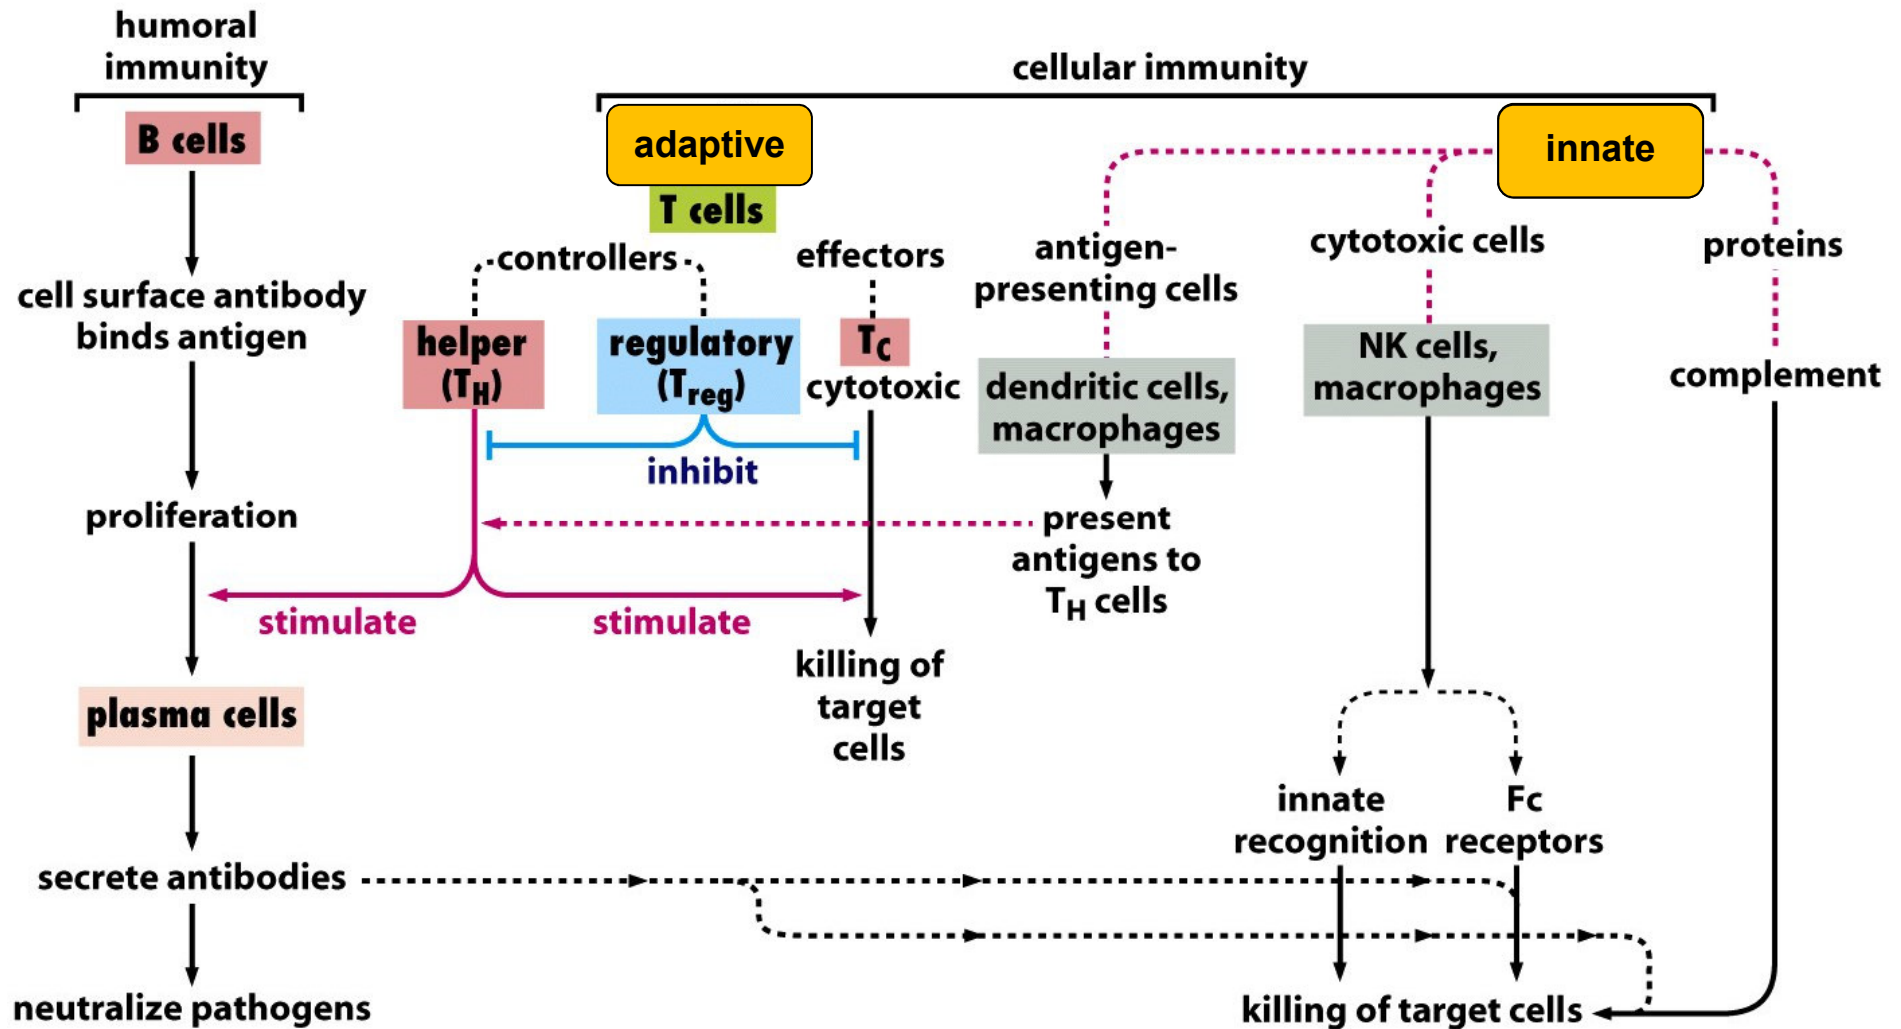 humoral
immunity
B cells
cell surface antibody
binds antigen
proliferation
plasma cells
secrete antibodies
neutralize pathogens
cellular immunity
adaptive
T cells
controllers
helper
(TH)
regulatory
(Treg)
inhibit
stimulate
stimulate
effectors
TC
cytotoxic
killing of
target
cells
innate
antigen-
presenting cells
dendritic cells,
macrophages
present
antigens to
TH cells
cytotoxic cells
NK cells,
macrophages
innate
recognition
Fc
receptors
proteins
complement
killing of target cells